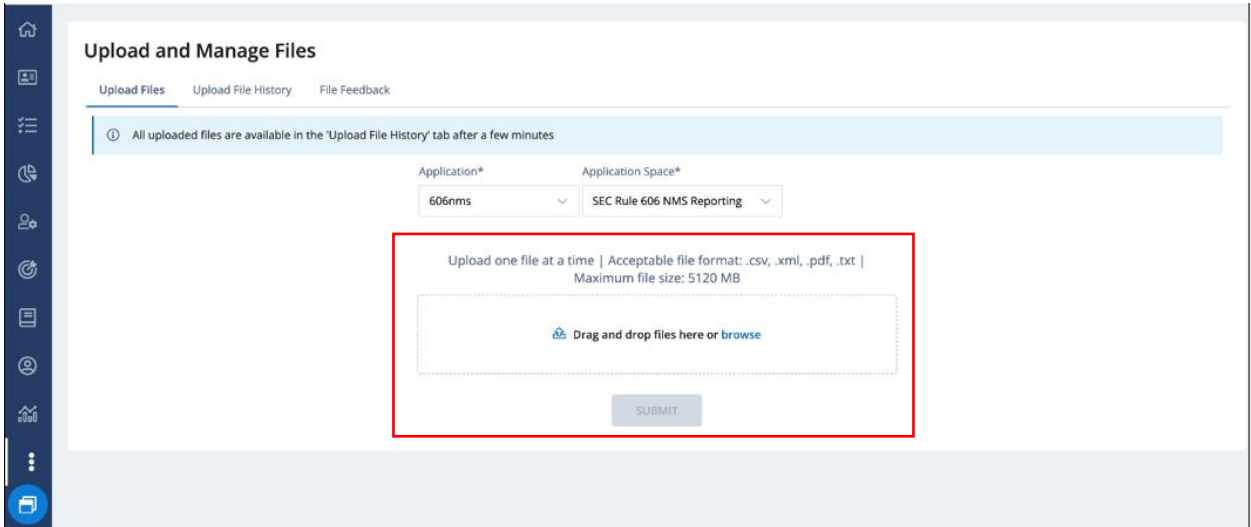 Upload and Manage Files
Upload Files Upload File History File Feedback
All uploaded files are available in the 'Upload File History' tab after a few minutes
Application* Application Space*
606nms SEC Rule 606 NMS Reporting
Upload one file at a time | Acceptable file format: .csv, .xml, .pdf, .txt |
Maximum file size: 5120 MB
Drag and drop files here or browse
SUBMIT